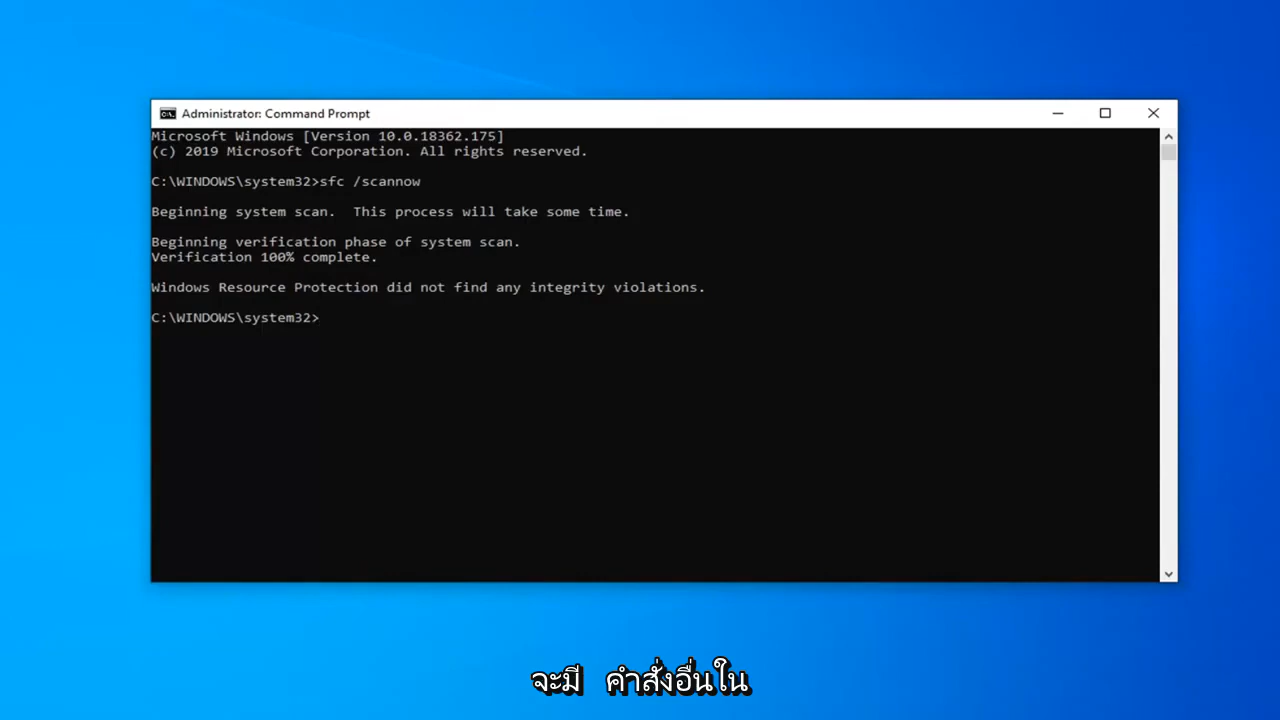 Administrator: Command Prompt
Microsoft Windows [Version 10.0.18362.175]
(c) 2019 Microsoft Corporation. All rights reserved.
C:\WINDOWS\system32>sfc /scannow
Beginning system scan.  This process will take some time.
Beginning verification phase of system scan.
Verification 100% complete.
Windows Resource Protection did not find any integrity violations.
C:\WINDOWS\system32>
จะมี คำสั่งอื่นใน